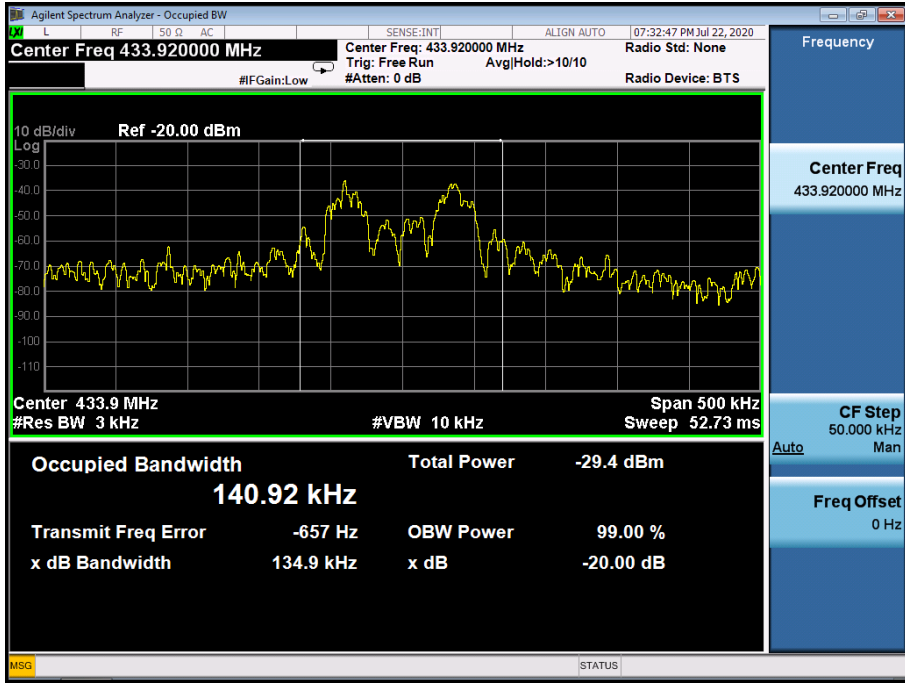 Agilent Spectrum Analyzer - Occupied BW
LXI L RF 50 Ω AC SENSE:INT ALIGN AUTO 07:32:47 PM Jul 22, 2020
Center Freq 433.920000 MHz
Center Freq: 433.920000 MHz
Radio Std: None
Trig: Free Run
Avg|Hold:>10/10
#IFGain:Low
#Atten: 0 dB
Radio Device: BTS
10 dB/div
Ref -20.00 dBm
Log
-30.0
-40.0
-50.0
-60.0
-70.0
-80.0
-90.0
-100
-110
Center 433.9 MHz
Span 500 kHz
#Res BW 3 kHz
#VBW 10 kHz
Sweep 52.73 ms
Occupied Bandwidth
140.92 kHz
Total Power -29.4 dBm
Transmit Freq Error -657 Hz
OBW Power 99.00 %
x dB Bandwidth 134.9 kHz
x dB -20.00 dB
Frequency
Center Freq
433.920000 MHz
CF Step
50.000 kHz
Auto Man
Freq Offset
0 Hz
MSG
STATUS